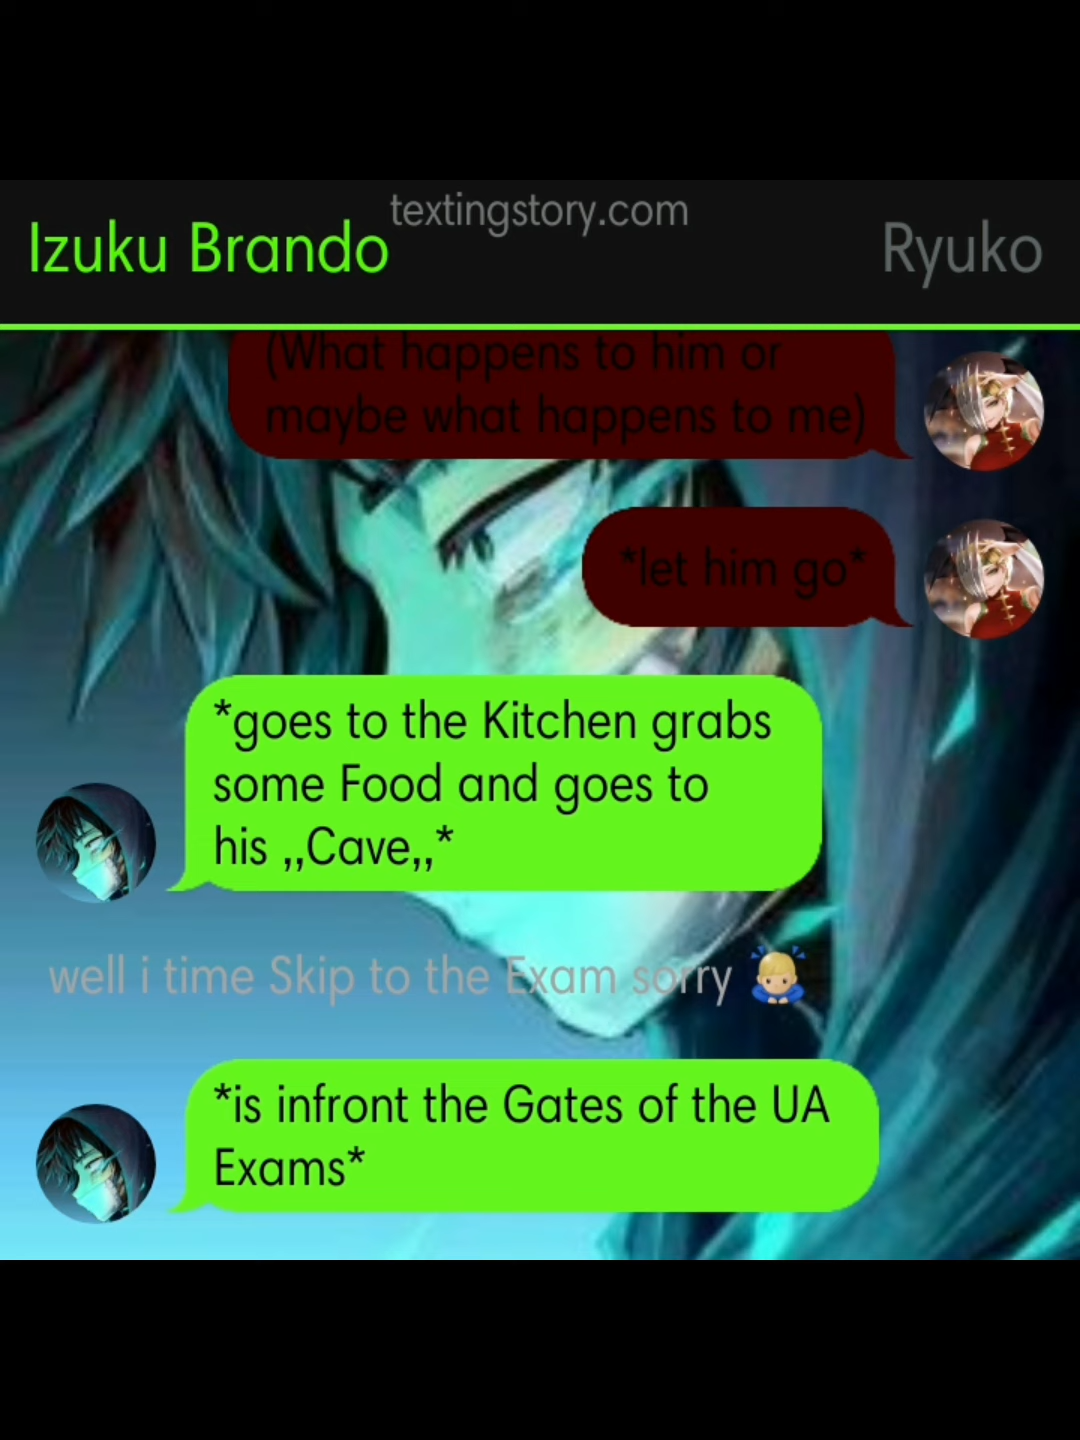 textingstory.com
Izuku Brando
Ryuko
(What happens to him or
maybe what happens to me)
*let him go*
*goes to the Kitchen grabs
some Food and goes to
his ,,Cave,,*
well i time Skip to the Exam sorry 🙇🏼‍♂️
*is infront the Gates of the UA
Exams*